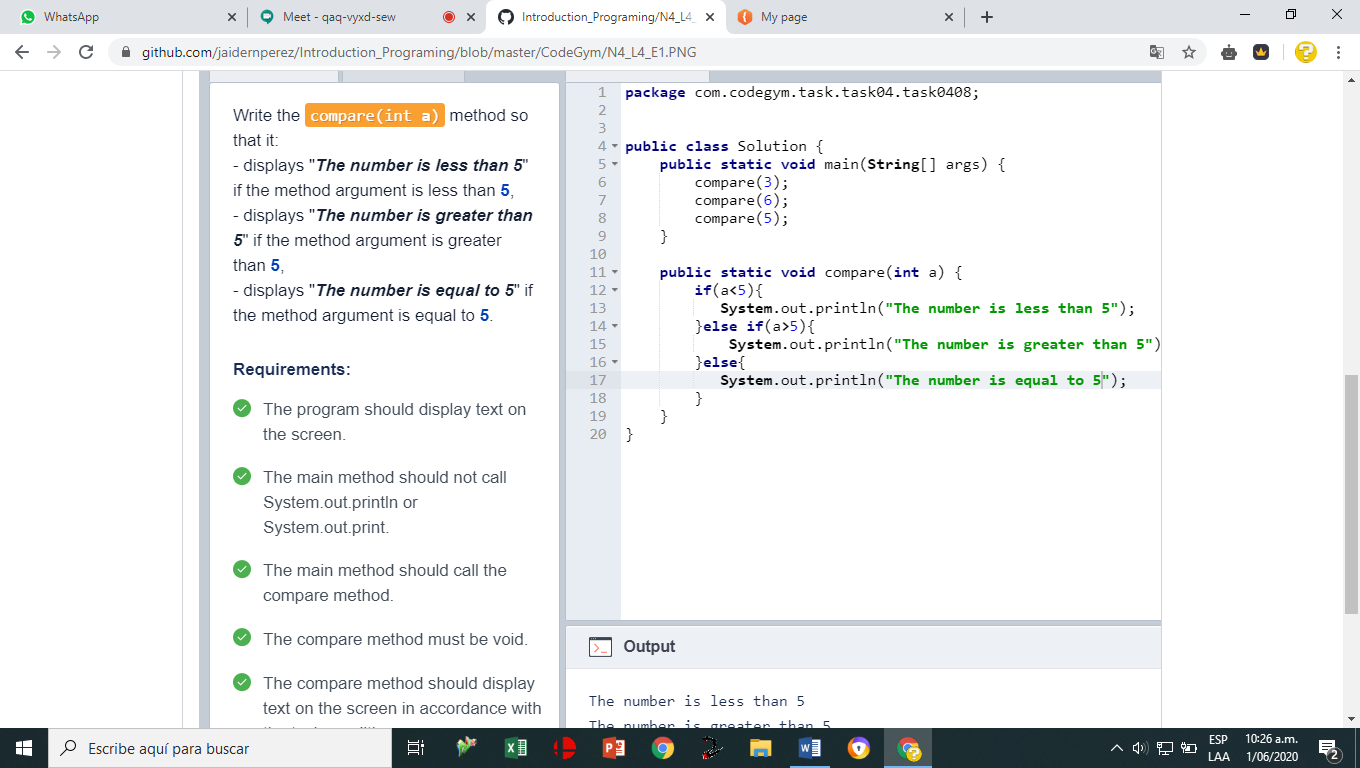 WhatsApp
Meet - qaq-vyxd-sew
Introduction_Programing/N4_L4_
My page
github.com/jaidernperez/Introduction_Programing/blob/master/CodeGym/N4_L4_E1.PNG
Write the compare(int a) method so
that it:
- displays "The number is less than 5"
if the method argument is less than 5,
- displays "The number is greater than
5" if the method argument is greater
than 5,
- displays "The number is equal to 5" if
the method argument is equal to 5.
Requirements:
The program should display text on
the screen.
The main method should not call
System.out.println or
System.out.print.
The main method should call the
compare method.
The compare method must be void.
The compare method should display
text on the screen in accordance with
1 package com.codegym.task.task04.task0408;
2
3
4 public class Solution {
5 public static void main(String[] args) {
6 compare(3);
7 compare(6);
8 compare(5);
9 }
10
11 public static void compare(int a) {
12 if(a<5){
13 System.out.println("The number is less than 5");
14 }else if(a>5){
15 System.out.println("The number is greater than 5")
16 }else{
17 System.out.println("The number is equal to 5");
18 }
19 }
20 }
Output
The number is less than 5
The number is greater than 5
Escribe aquí para buscar
ESP
LAA
10:26 a.m.
1/06/2020
2